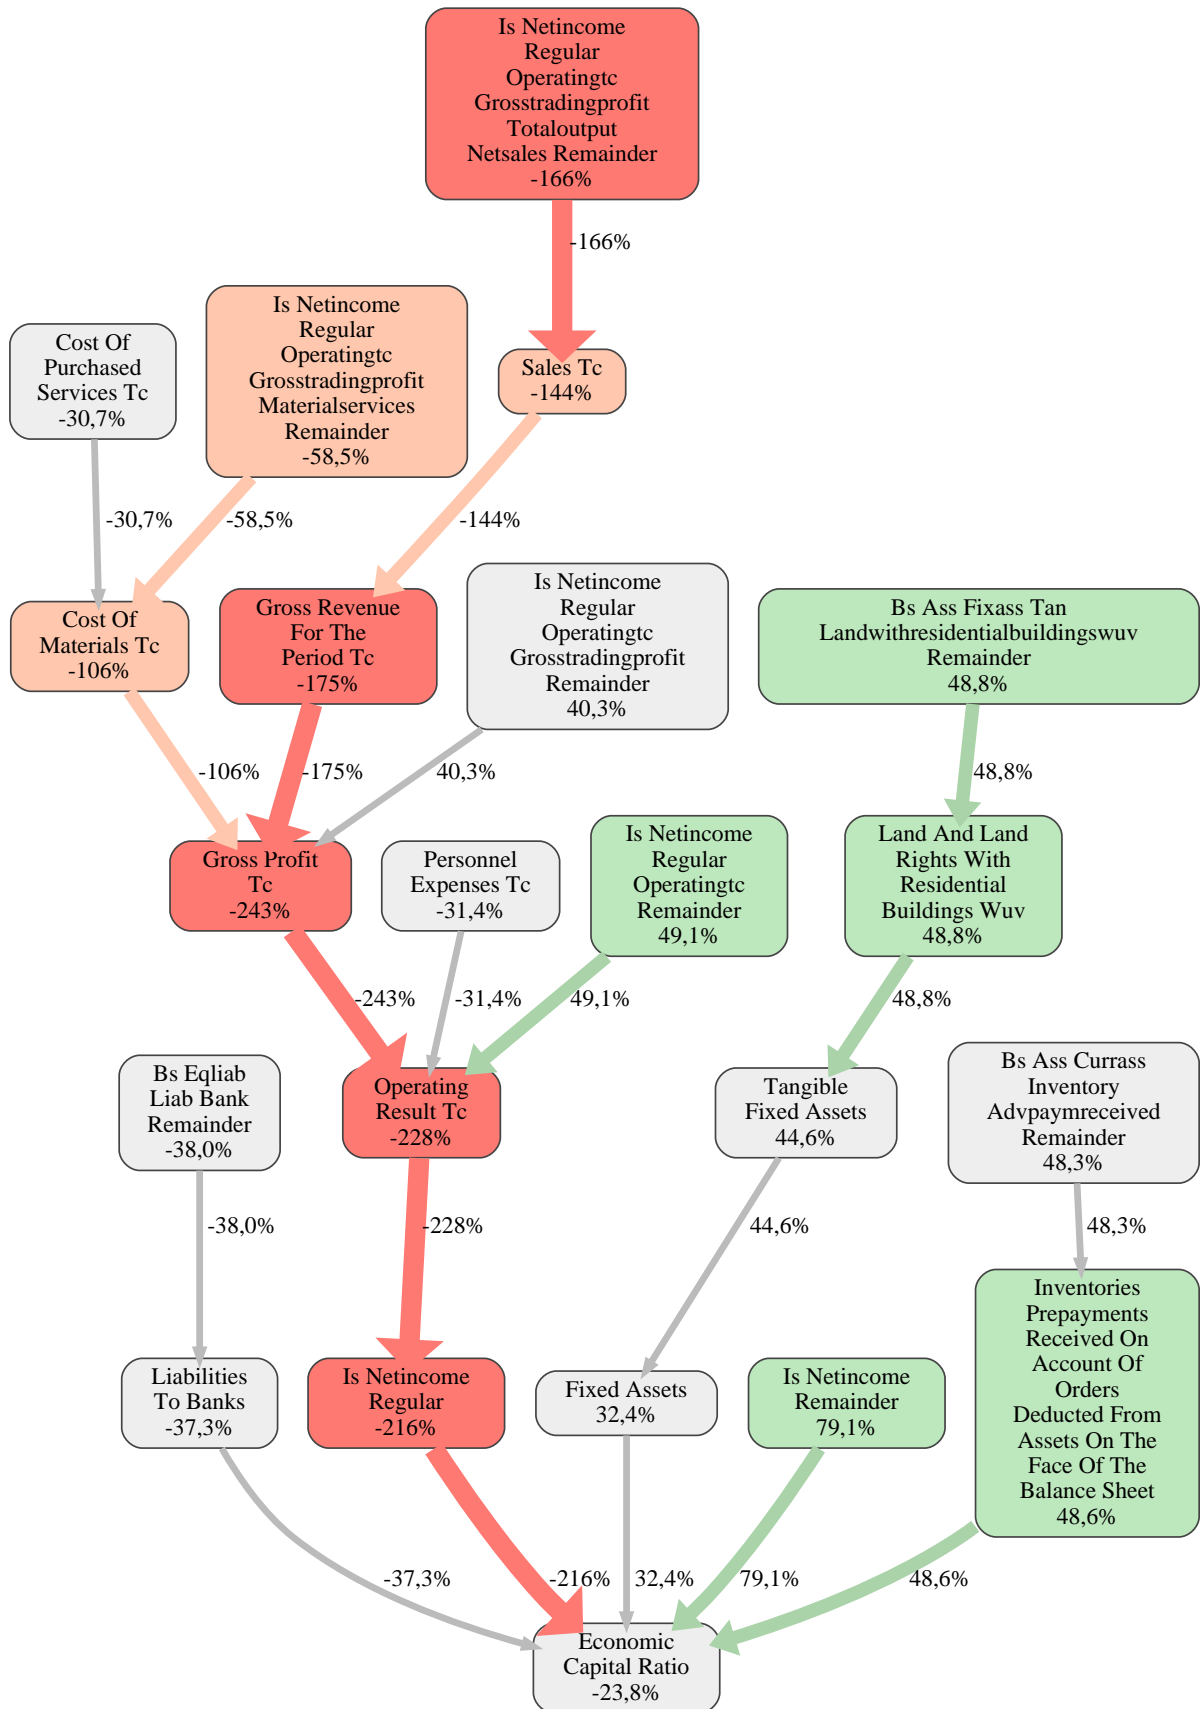 Is Netincome
Regular
Operatingtc
Grosstradingprofit
Totaloutput
Netsales Remainder
-166%
-166%
Cost Of
Purchased
Services Tc
-30,7%
Is Netincome
Regular
Operatingtc
Grosstradingprofit
Materialservices
Remainder
-58,5%
Sales Tc
-144%
-30,7%
-58,5%
-144%
Cost Of
Materials Tc
-106%
Gross Revenue
For The
Period Tc
-175%
Is Netincome
Regular
Operatingtc
Grosstradingprofit
Remainder
40,3%
Bs Ass Fixass Tan
Landwithresidentialbuildingswuv
Remainder
48,8%
-106%
-175%
40,3%
48,8%
Gross Profit
Tc
-243%
Personnel
Expenses Tc
-31,4%
Is Netincome
Regular
Operatingtc
Remainder
49,1%
Land And Land
Rights With
Residential
Buildings Wuv
48,8%
-243%
-31,4%
49,1%
48,8%
Bs Eqliab
Liab Bank
Remainder
-38,0%
Operating
Result Tc
-228%
Tangible
Fixed Assets
44,6%
Bs Ass Currass
Inventory
Advpaymreceived
Remainder
48,3%
-38,0%
-228%
44,6%
48,3%
Liabilities
To Banks
-37,3%
Is Netincome
Regular
-216%
Fixed Assets
32,4%
Is Netincome
Remainder
79,1%
Inventories
Prepayments
Received On
Account Of
Orders
Deducted From
Assets On The
Face Of The
Balance Sheet
48,6%
-37,3%
-216%
32,4%
79,1%
48,6%
Economic
Capital Ratio
-23,8%